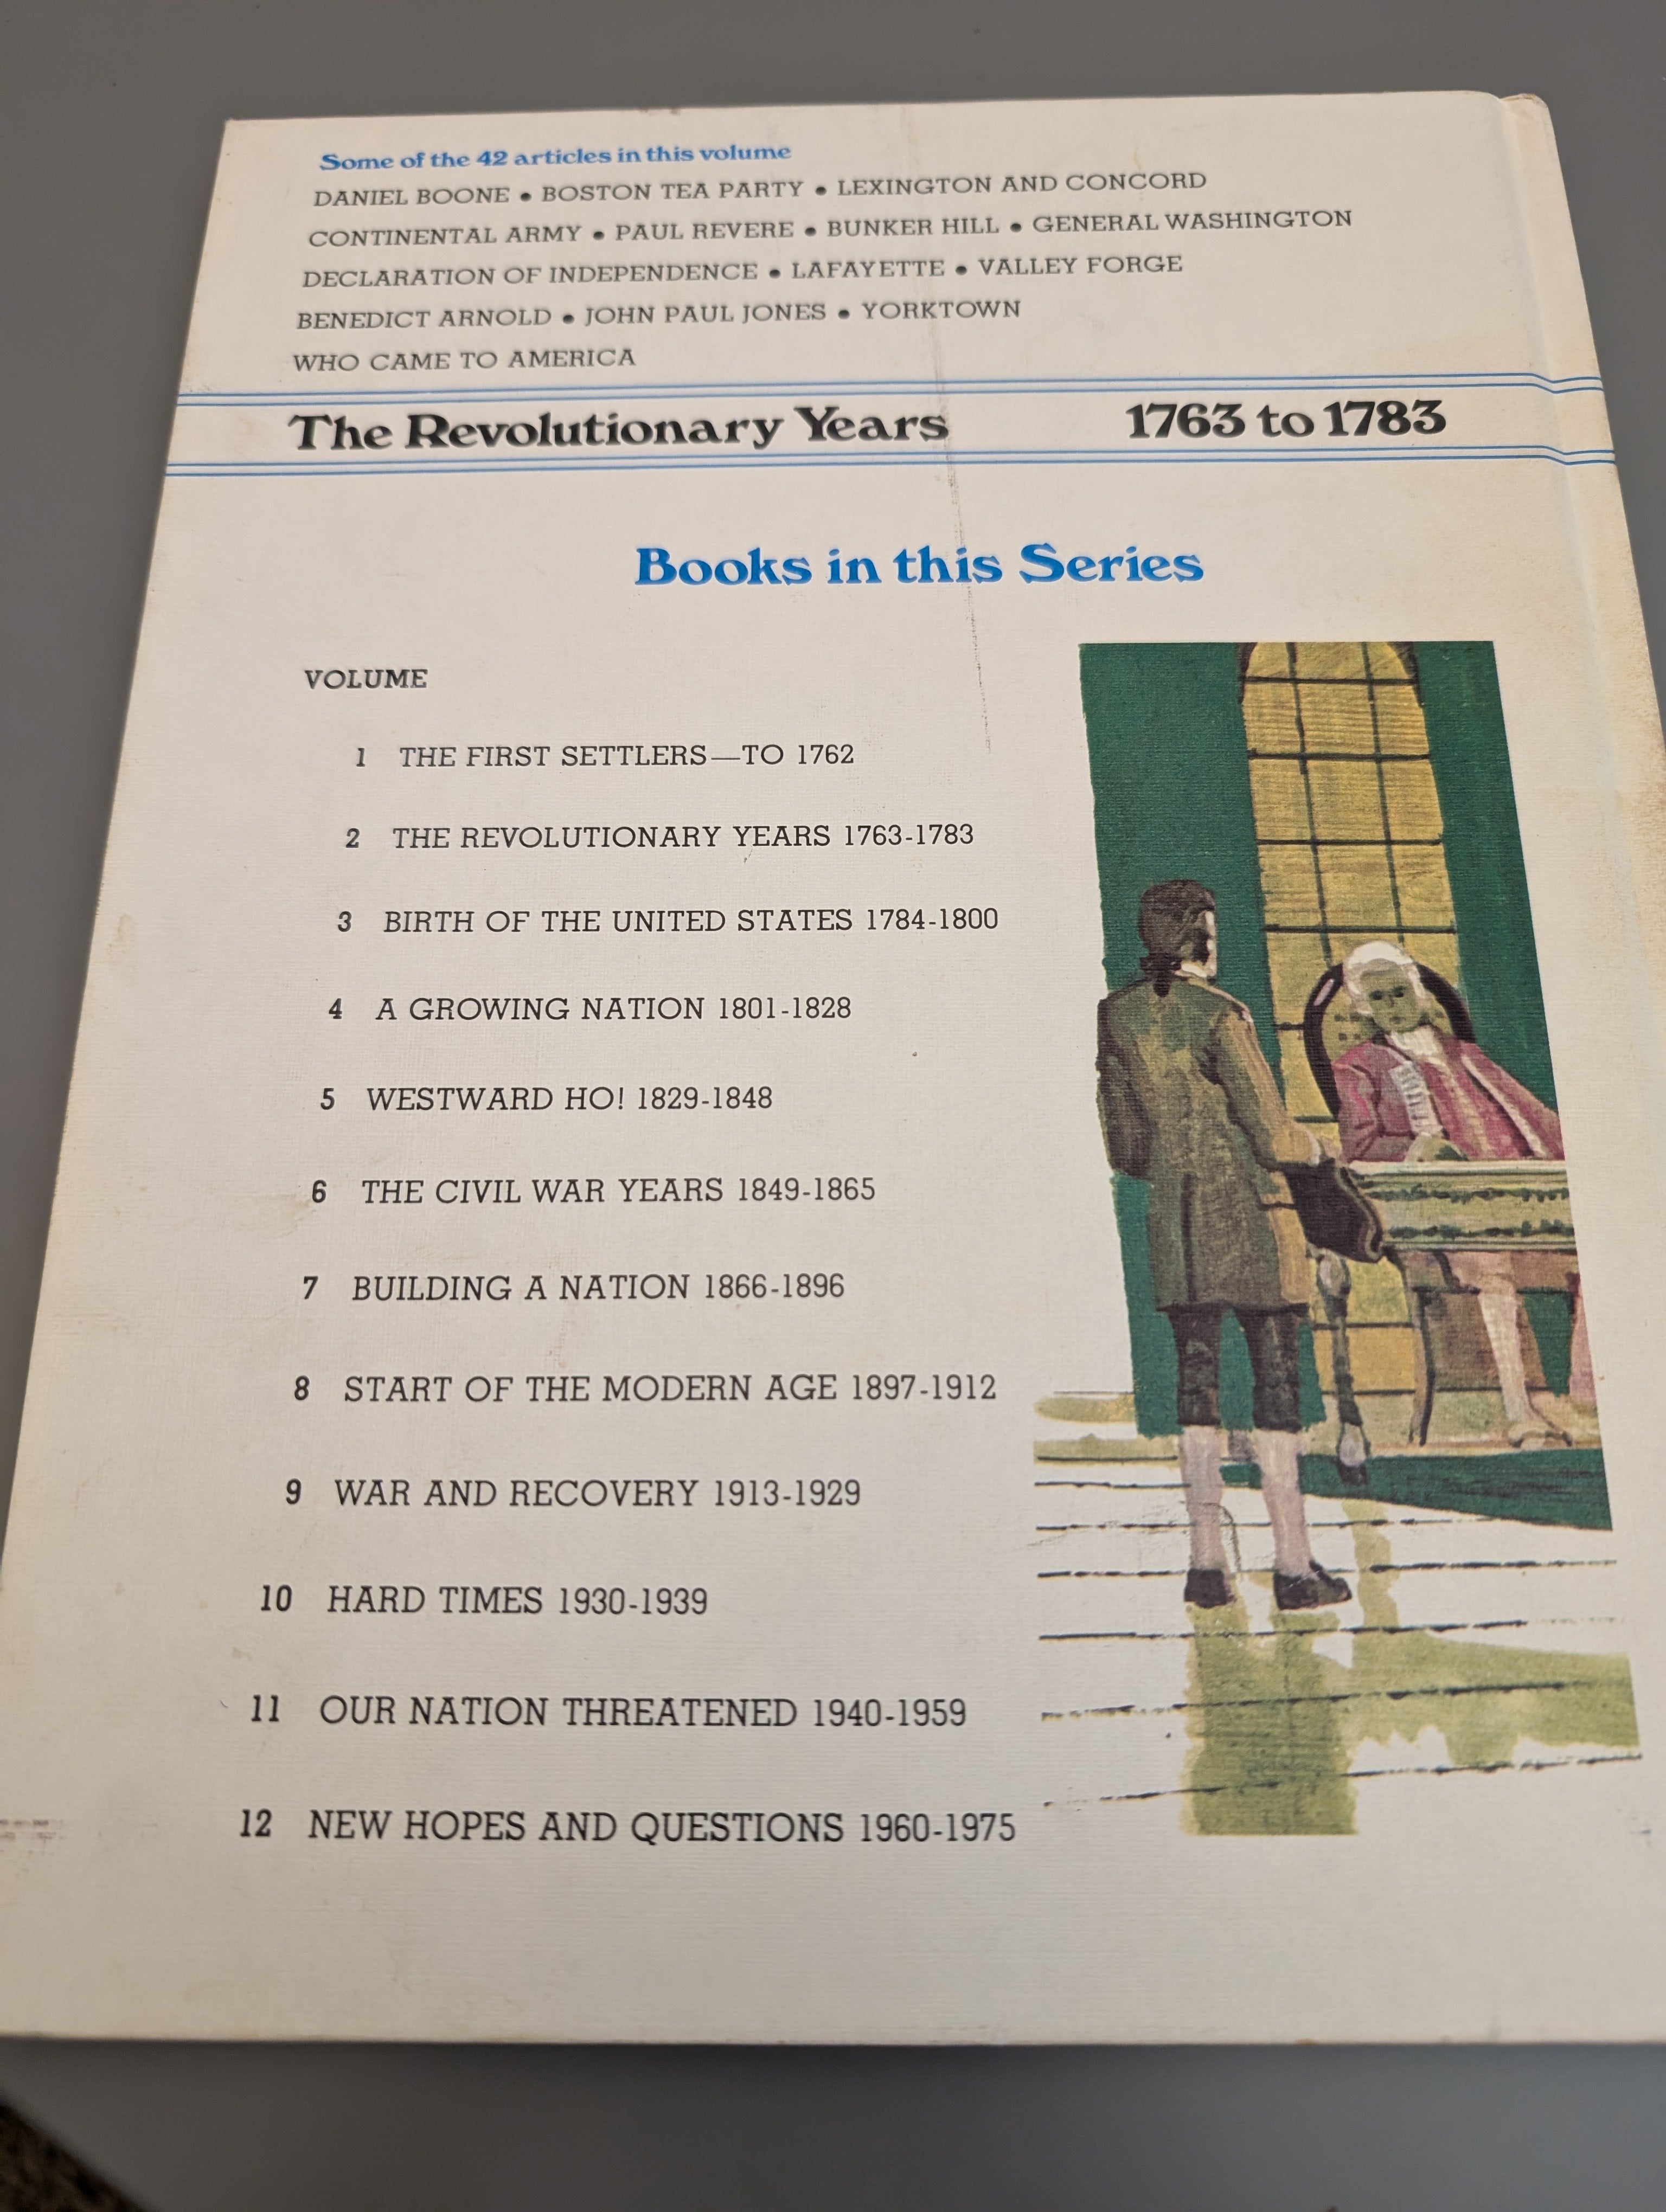 Some of the 42 articles in this volume
DANIEL BOONE • BOSTON TEA PARTY • LEXINGTON AND CONCORD
CONTINENTAL ARMY • PAUL REVERE • BUNKER HILL • GENERAL WASHINGTON
DECLARATION OF INDEPENDENCE • LAFAYETTE • VALLEY FORGE
BENEDICT ARNOLD • JOHN PAUL JONES • YORKTOWN
WHO CAME TO AMERICA
The Revolutionary Years 1763 to 1783
Books in this Series
VOLUME
1 THE FIRST SETTLERS—TO 1762
2 THE REVOLUTIONARY YEARS 1763-1783
3 BIRTH OF THE UNITED STATES 1784-1800
4 A GROWING NATION 1801-1828
5 WESTWARD HO! 1829-1848
6 THE CIVIL WAR YEARS 1849-1865
7 BUILDING A NATION 1866-1896
8 START OF THE MODERN AGE 1897-1912
9 WAR AND RECOVERY 1913-1929
10 HARD TIMES 1930-1939
11 OUR NATION THREATENED 1940-1959
12 NEW HOPES AND QUESTIONS 1960-1975